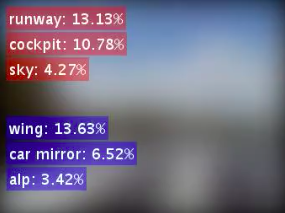 runway: 13.13%
cockpit: 10.78%
sky: 4.27%
wing: 13.63%
car mirror: 6.52%
alp: 3.42%